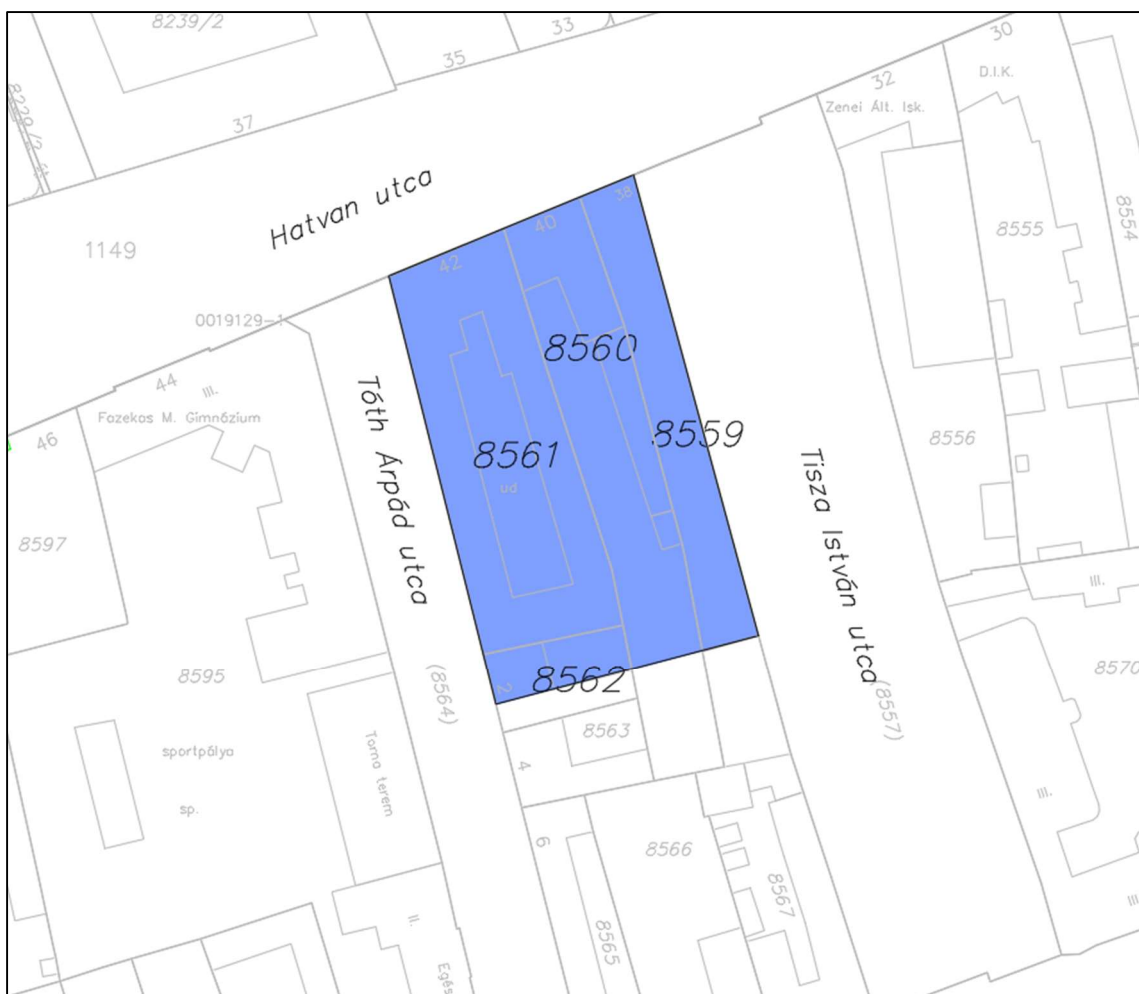 8239/2
33
35
30
D.I.K.
32
Zenei Ált. Isk.
37
8554
8555
Hatvan utca
38
40
42
1149
0019129-1
8560
44
III.
Fazekas M. Gimnázium
46
8559
8556
8561
ud
Tóth Árpád utca
Tisza István utca
8597
III.
8595
(8564)
2
8562
(8557)
8570
8563
sportpálya
Torna terem
4
sp.
III.
6
8566
8567
II.
8565
III